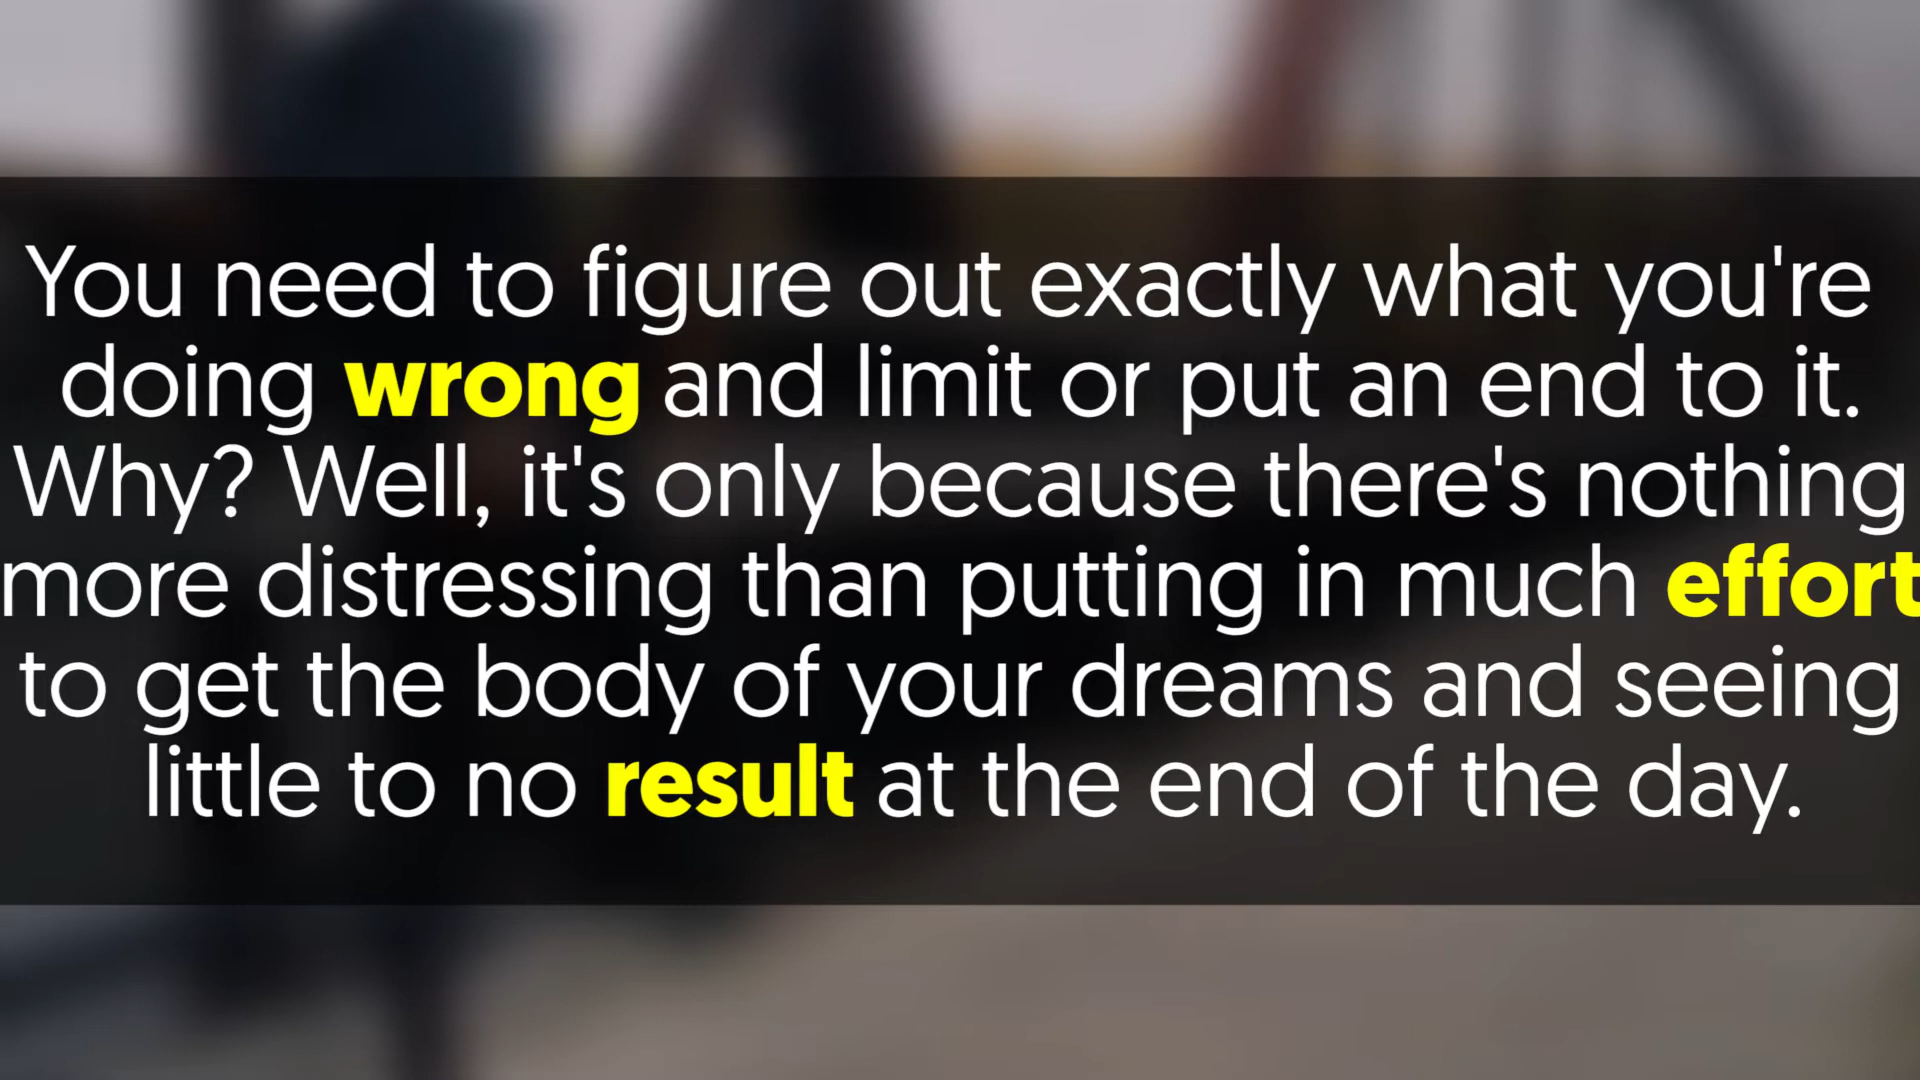 You need to figure out exactly what you're
doing wrong and limit or put an end to it.
Why? Well, it's only because there's nothing
more distressing than putting in much effort
to get the body of your dreams and seeing
little to no result at the end of the day.